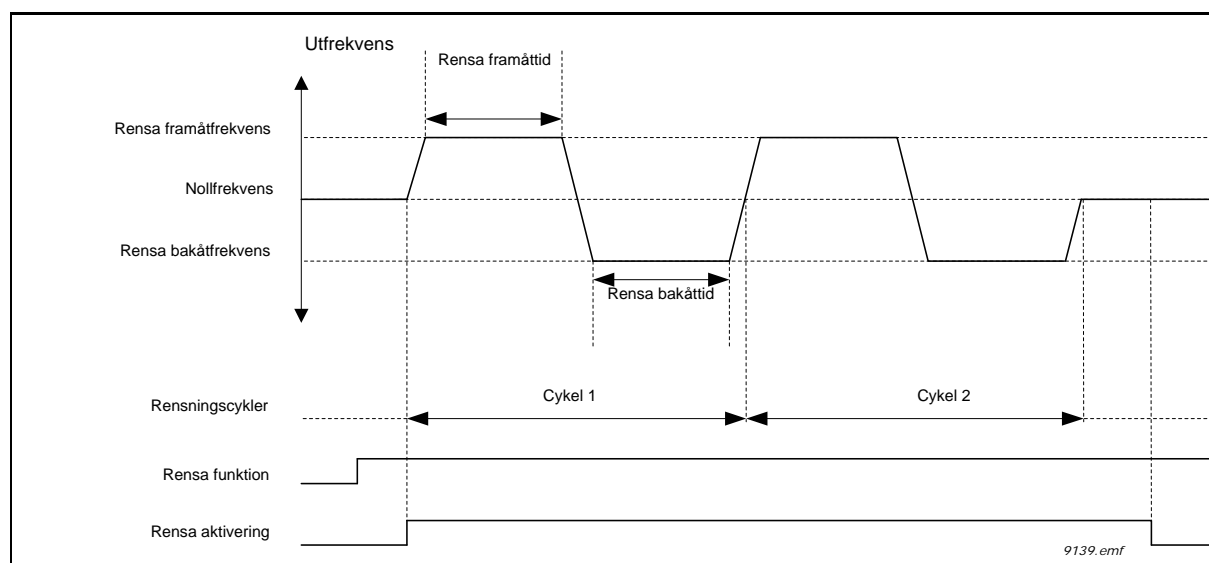 Utfrekvens
Rensa framåttid
Rensa framåtfrekvens
Nollfrekvens
Rensa bakåtfrekvens
Rensa bakåttid
Rensningscykler
Cykel 1
Cykel 2
Rensa funktion
Rensa aktivering
9139.emf